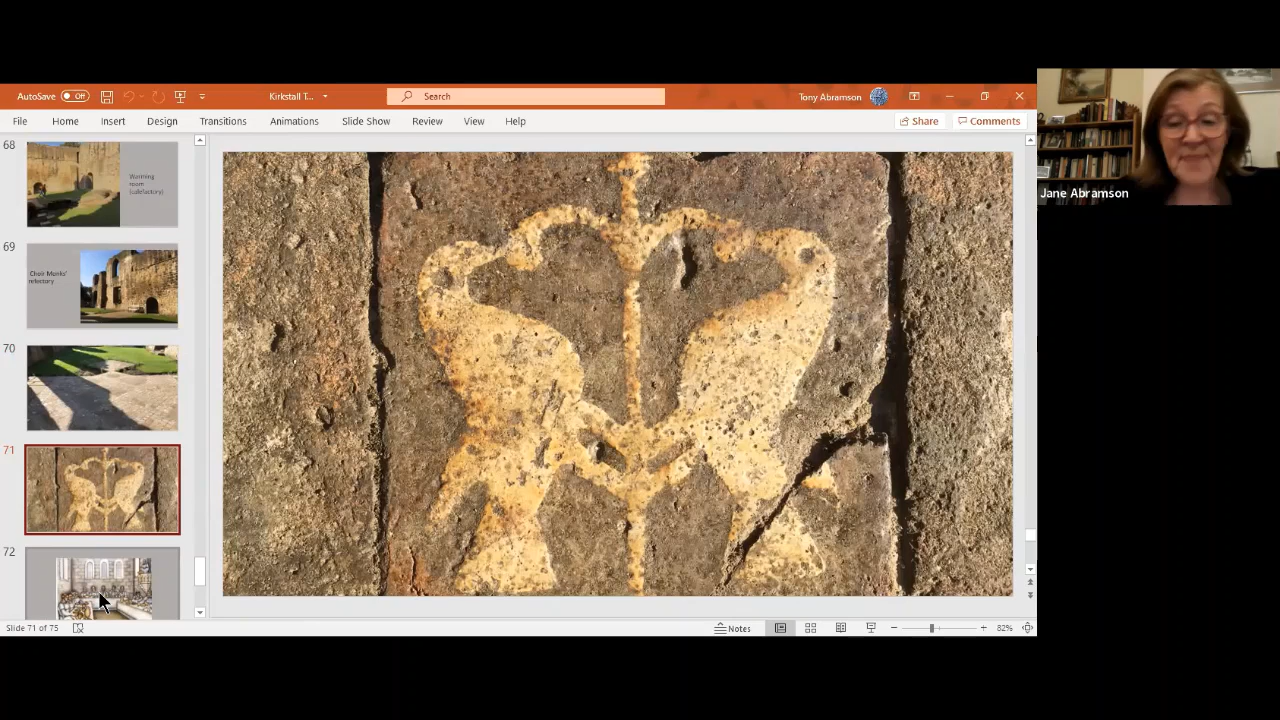 AutoSave Off Kirkstall T... Search Tony Abramson
File Home Insert Design Transitions Animations Slide Show Review View Help Share Comments
68
Warming
room
(calefactory)
69
Choir Monks'
refectory
70
71
72
Jane Abramson
Slide 71 of 75 Notes 82%